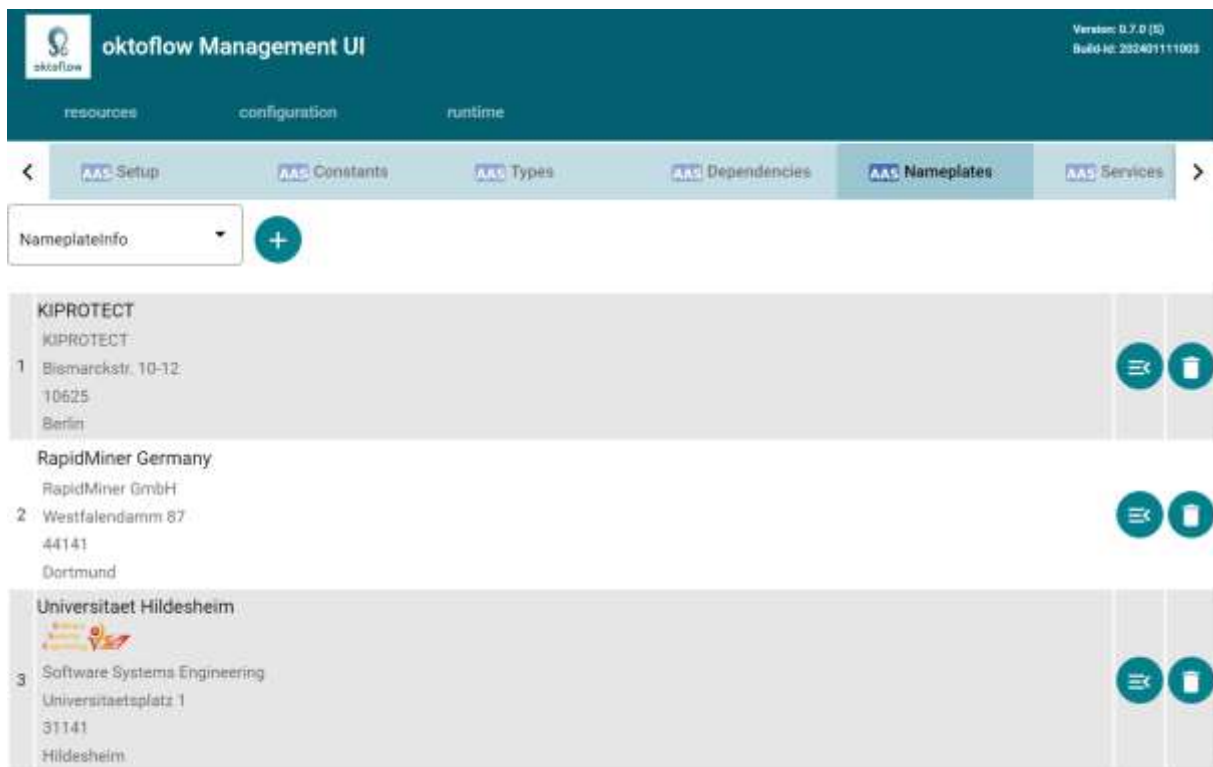 oktoflow
oktoflow Management UI
Version: 0.7.0 (S)
Build-Id: 202401111003
resources configuration runtime
AAS Setup AAS Constants AAS Types AAS Dependencies AAS Nameplates AAS Services
NameplateInfo
KIPROTECT
KIPROTECT
1 Bismarckstr. 10-12
10625
Berlin
RapidMiner Germany
RapidMiner GmbH
2 Westfalendamm 87
44141
Dortmund
Universitaet Hildesheim
Software Systems Engineering
3
Universitaetsplatz 1
31141
Hildesheim